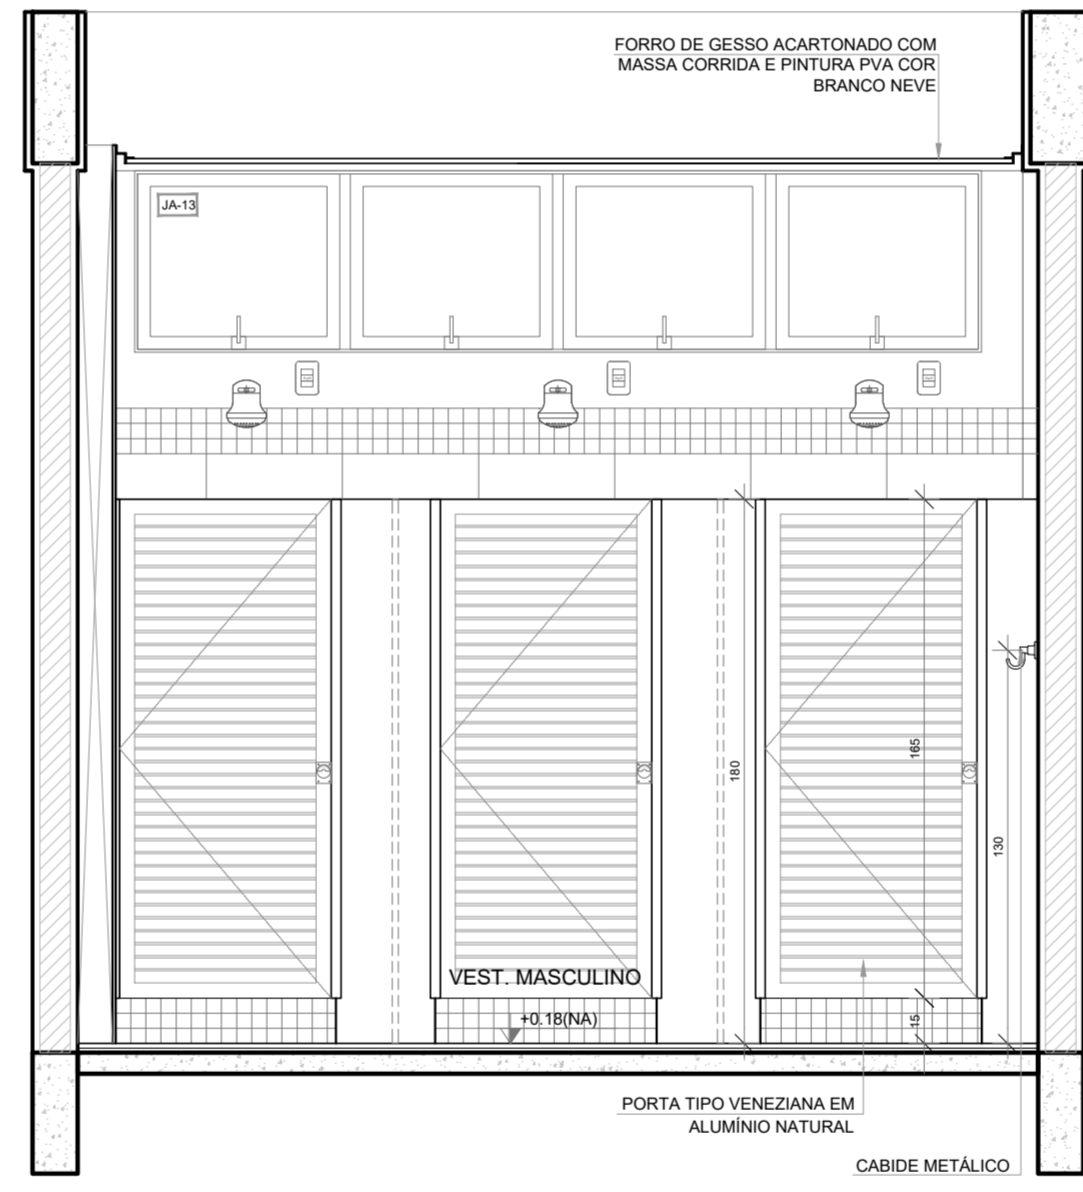 FORRO DE GESSO ACARTONADO COM
MASSA CORRIDA E PINTURA PVA COR
BRANCO NEVE
JA-13
165
180
130
VEST. MASCULINO
+0.18(NA)
15
PORTA TIPO VENEZIANA EM
ALUMÍNIO NATURAL
CABIDE METÁLICO